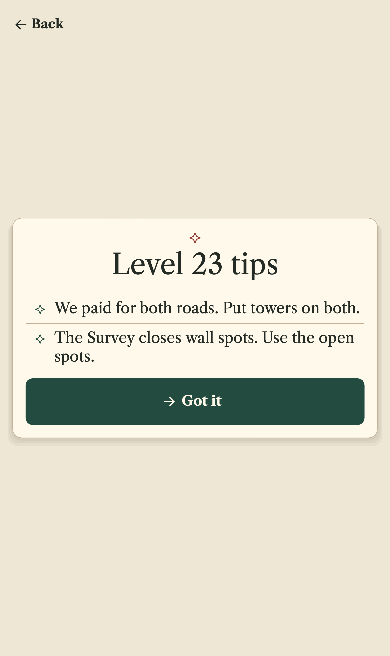 ← Back
Level 23 tips
We paid for both roads. Put towers on both.
The Survey closes wall spots. Use the open
spots.
→ Got it